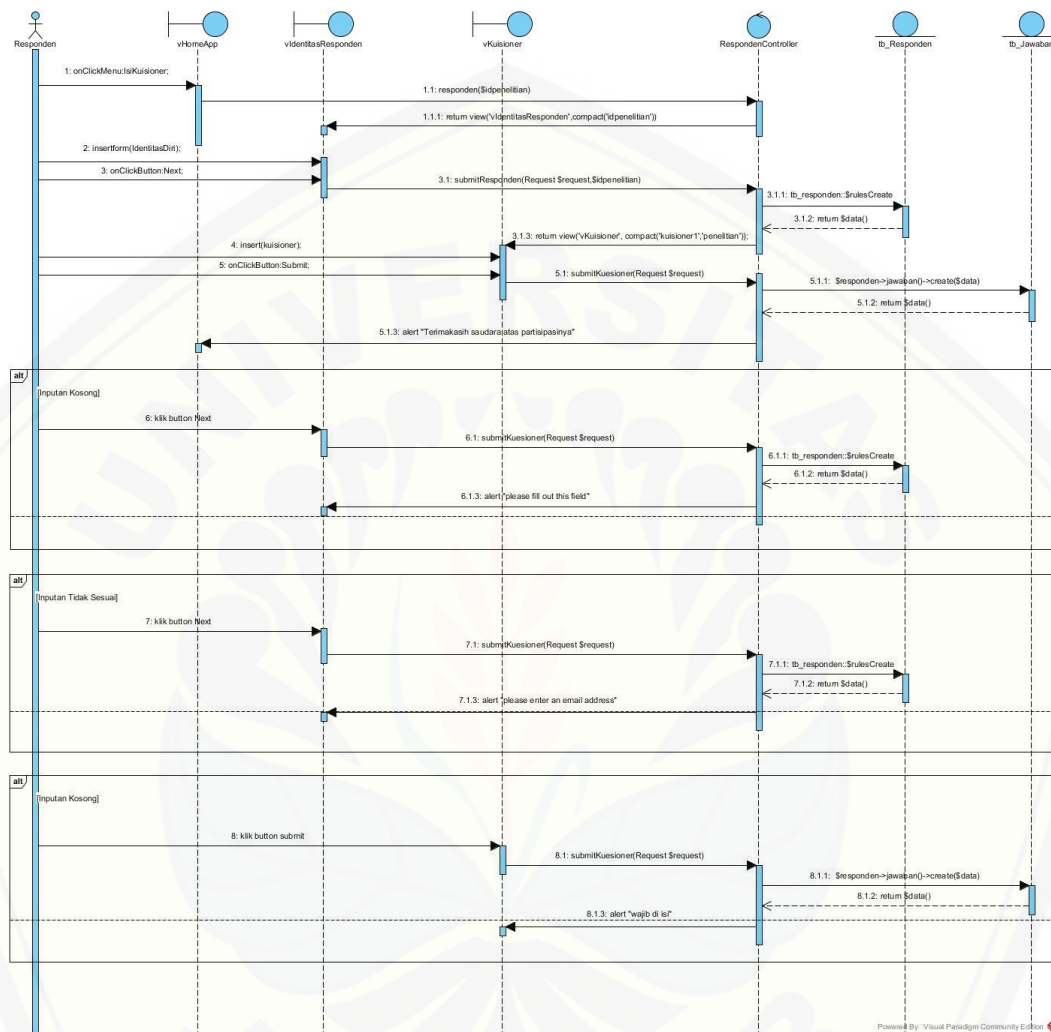 Responden
vHomeApp
vIdentitasResponden
vKuisioner
RespondenController
tb_Responden
tb_Jawaban
1: onClickMenu:IsiKuisioner;
1.1: responden($idpenelitian)
1.1.1: return view('vIdentitasResponden',compact('idpenelitian'))
2: insertform(IdentitasDiri);
3: onClickButton:Next;
3.1: submitResponden(Request $request,$idpenelitian)
3.1.1: tb_responden::$rulesCreate
3.1.2: return $data()
3.1.3: return view('vKuisioner', compact('kuisioner1','penelitian'));
4: insert(kuisioner);
5: onClickButton:Submit;
5.1: submitKuesioner(Request $request)
5.1.1: $responden->jawaban()->create($data)
5.1.2: return $data()
5.1.3: alert "Terimakasih saudara atas partisipasinya"
alt
[Inputan Kosong]
6: klik button Next
6.1: submitKuesioner(Request $request)
6.1.1: tb_responden::$rulesCreate
6.1.2: return $data()
6.1.3: alert "please fill out this field"
alt
[Inputan Tidak Sesuai]
7: klik button Next
7.1: submitKuesioner(Request $request)
7.1.1: tb_responden::$rulesCreate
7.1.2: return $data()
7.1.3: alert "please enter an email address"
alt
[Inputan Kosong]
8: klik button submit
8.1: submitKuesioner(Request $request)
8.1.1: $responden->jawaban()->create($data)
8.1.2: return $data()
8.1.3: alert "wajib di isi"
UNIVERSITAS
Powered By Visual Paradigm Community Edition